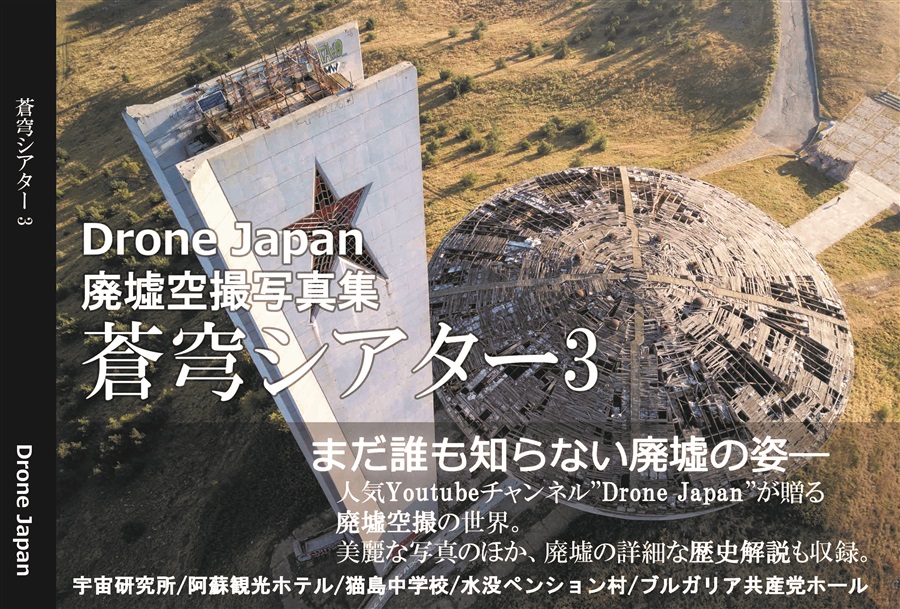 蒼穹シアター 3
Drone Japan
Drone Japan
廃墟空撮写真集
蒼穹シアター3
まだ誰も知らない廃墟の姿―
人気Youtubeチャンネル”Drone Japan”が贈る
廃墟空撮の世界。
美麗な写真のほか、廃墟の詳細な歴史解説も収録。
宇宙研究所/阿蘇観光ホテル/猫島中学校/水没ペンション村/ブルガリア共産党ホール